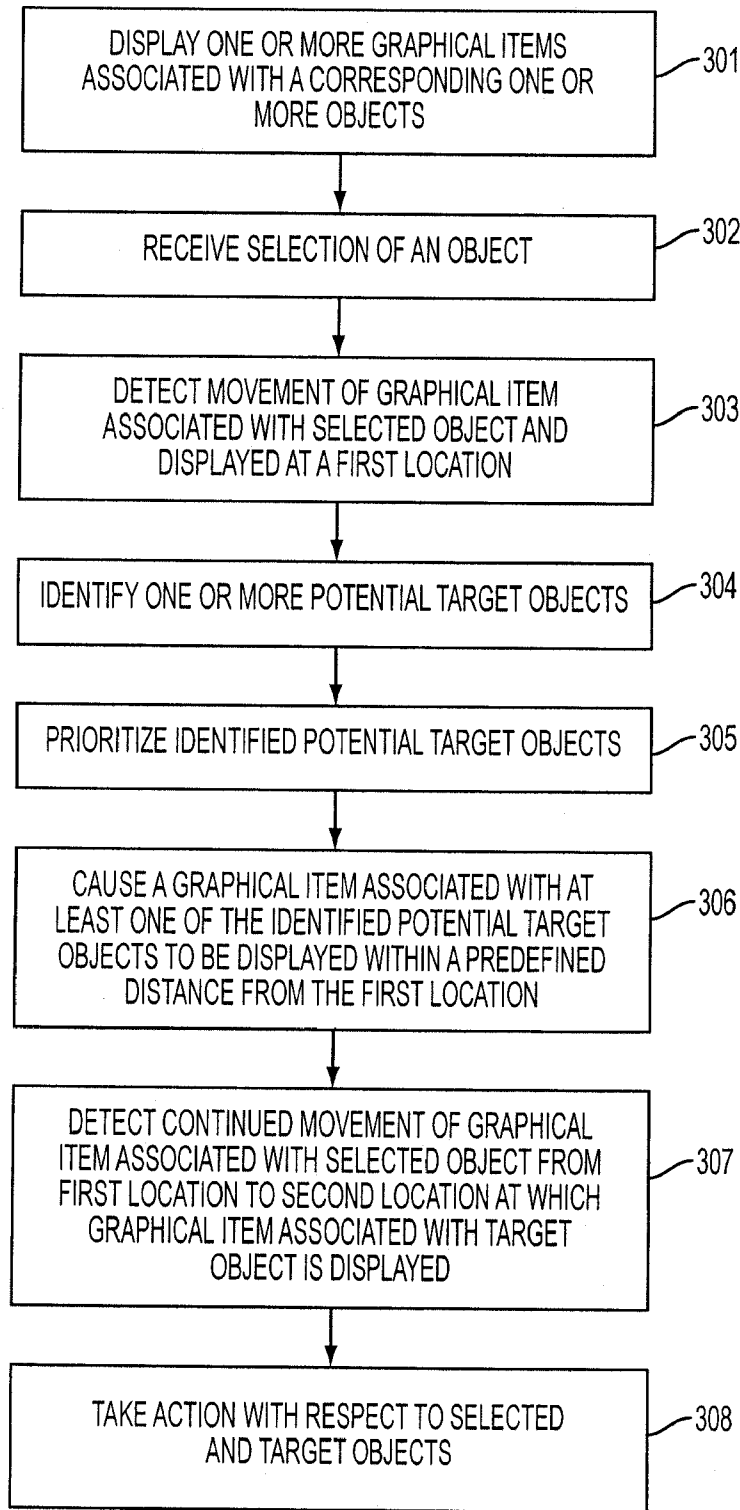 DISPLAY ONE OR MORE GRAPHICAL ITEMS
ASSOCIATED WITH A CORRESPONDING ONE OR
MORE OBJECTS
301
RECEIVE SELECTION OF AN OBJECT
302
DETECT MOVEMENT OF GRAPHICAL ITEM
ASSOCIATED WITH SELECTED OBJECT AND
DISPLAYED AT A FIRST LOCATION
303
IDENTIFY ONE OR MORE POTENTIAL TARGET OBJECTS
304
PRIORITIZE IDENTIFIED POTENTIAL TARGET OBJECTS
305
CAUSE A GRAPHICAL ITEM ASSOCIATED WITH AT
LEAST ONE OF THE IDENTIFIED POTENTIAL TARGET
OBJECTS TO BE DISPLAYED WITHIN A PREDEFINED
DISTANCE FROM THE FIRST LOCATION
306
DETECT CONTINUED MOVEMENT OF GRAPHICAL
ITEM ASSOCIATED WITH SELECTED OBJECT FROM
FIRST LOCATION TO SECOND LOCATION AT WHICH
GRAPHICAL ITEM ASSOCIATED WITH TARGET
OBJECT IS DISPLAYED
307
TAKE ACTION WITH RESPECT TO SELECTED
AND TARGET OBJECTS
308